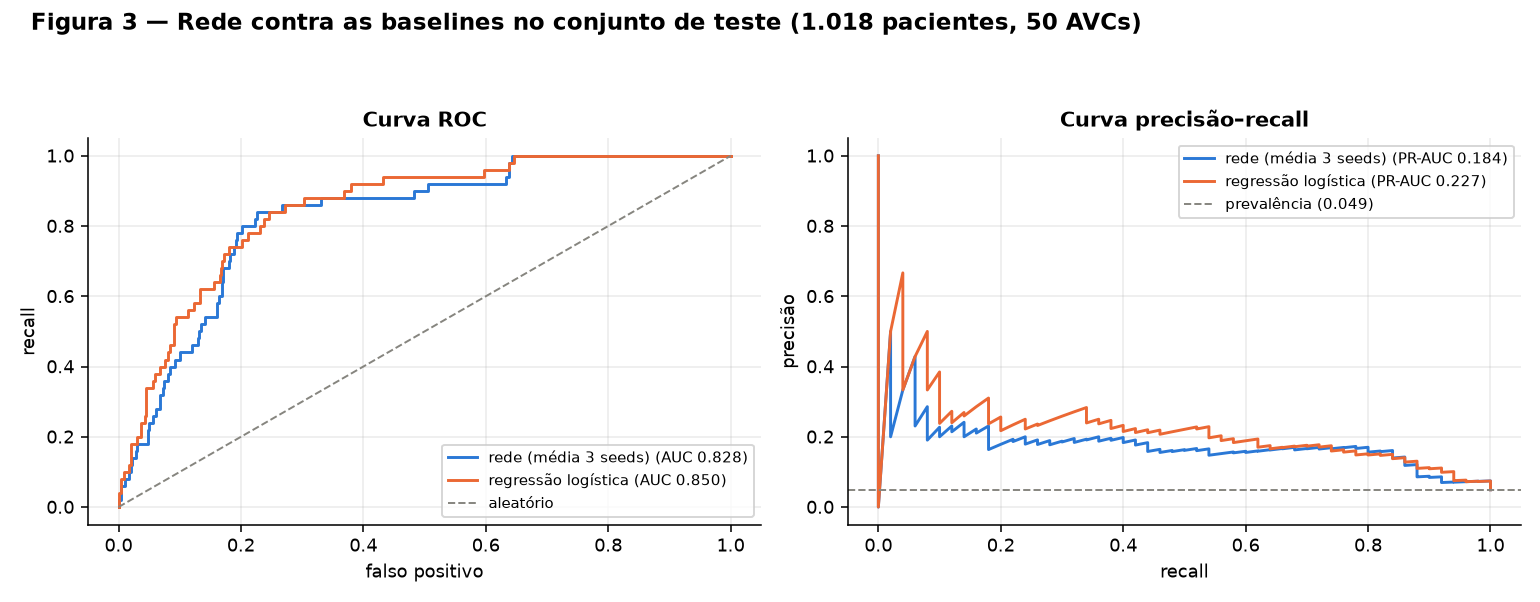 Figura 3 — Rede contra as baselines no conjunto de teste (1.018 pacientes, 50 AVCs)
Curva ROC
1.0
0.8
0.6
0.4
0.2
0.0
recall
0.0 0.2 0.4 0.6 0.8 1.0
falso positivo
rede (média 3 seeds) (AUC 0.828)
regressão logística (AUC 0.850)
aleatório
Curva precisão–recall
1.0
0.8
0.6
0.4
0.2
0.0
precisão
0.0 0.2 0.4 0.6 0.8 1.0
recall
rede (média 3 seeds) (PR-AUC 0.184)
regressão logística (PR-AUC 0.227)
prevalência (0.049)